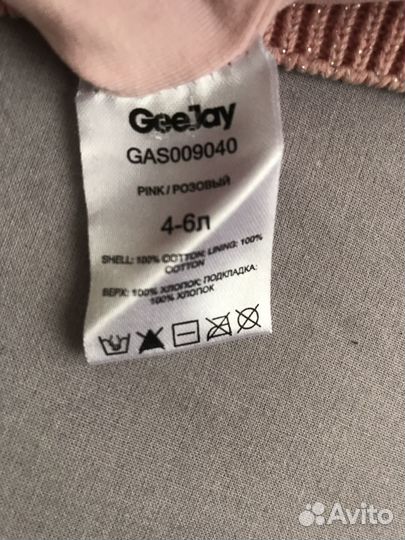 GeeJay
GAS009040
PINK/РОЗОВЫЙ
4-6л
SHELL: 100% COTTON; LINING: 100%
COTTON
ВЕРХ: 100% ХЛОПОК; ПОДКЛАДКА:
100% ХЛОПОК
Avito